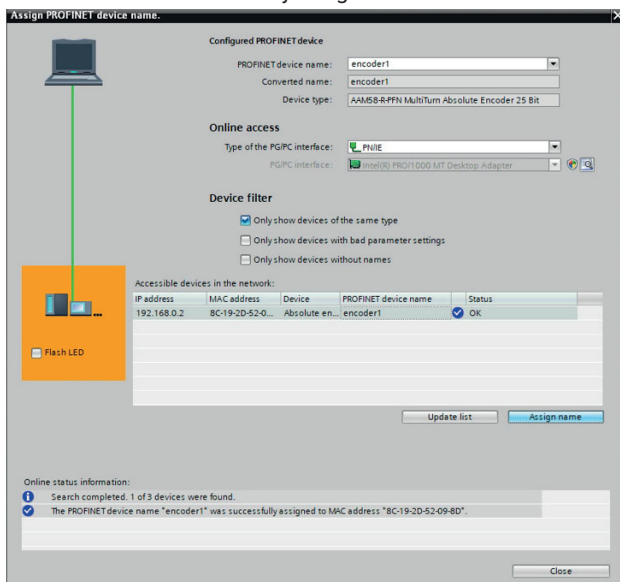 Assign PROFINET device name.
Configured PROFINET device
PROFINET device name: encoder1
Converted name: encoder1
Device type: AAM58-R-PFN MultiTurn Absolute Encoder 25 Bit
Online access
Type of the PG/PC interface: PN/IE
PG/PC interface: Intel(R) PRO/1000 MT Desktop Adapter
Device filter
Only show devices of the same type
Only show devices with bad parameter settings
Only show devices without names
Accessible devices in the network:
IP address MAC address Device PROFINET device name Status
192.168.0.2 8C-19-2D-52-0... Absolute en... encoder1 OK
Flash LED
Update list Assign name
Online status information:
Search completed. 1 of 3 devices were found.
The PROFINET device name "encoder1" was successfully assigned to MAC address "8C-19-2D-52-09-8D".
Close